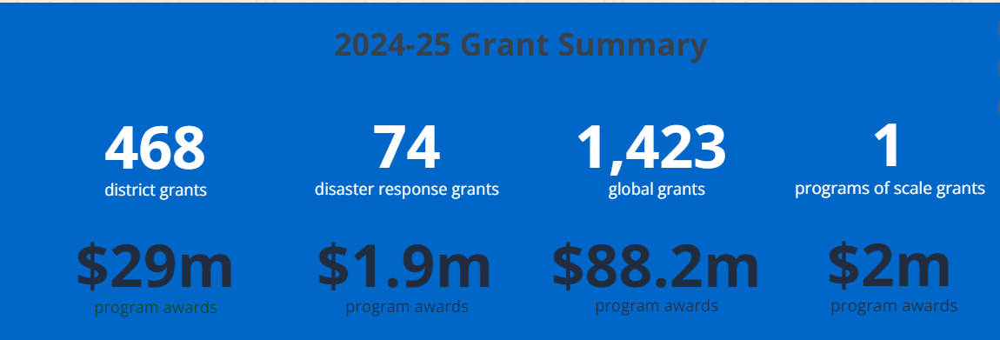 2024-25 Grant Summary
468 74 1,423 1
district grants disaster response grants global grants programs of scale grants
$29m $1.9m $88.2m $2m
program awards program awards program awards program awards